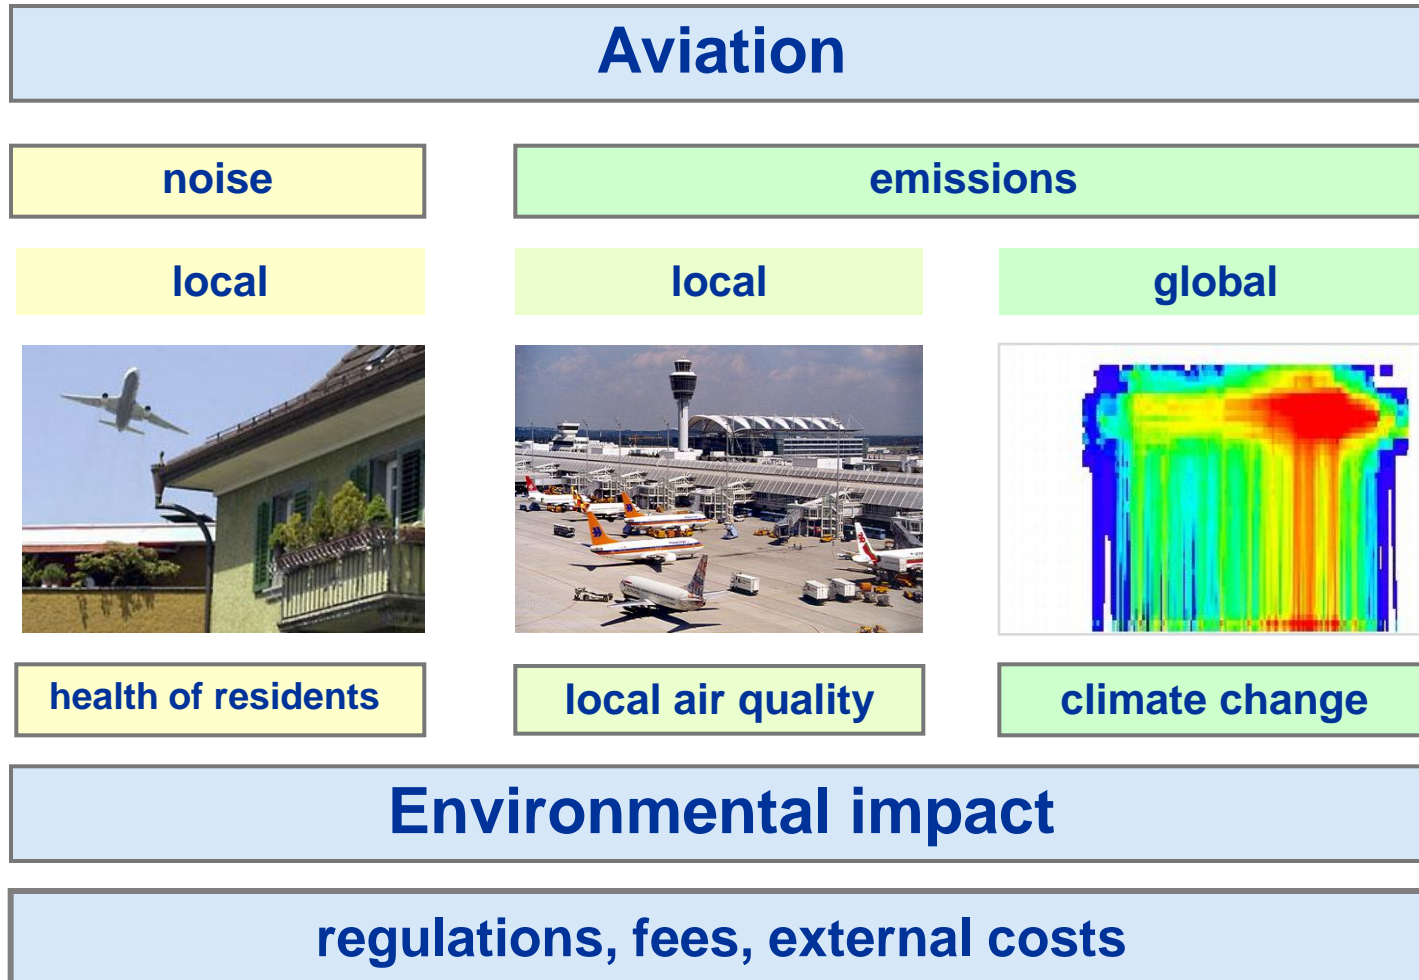 Aviation
noise
emissions
local
local
global
health of residents
local air quality
climate change
Environmental impact
regulations, fees, external costs